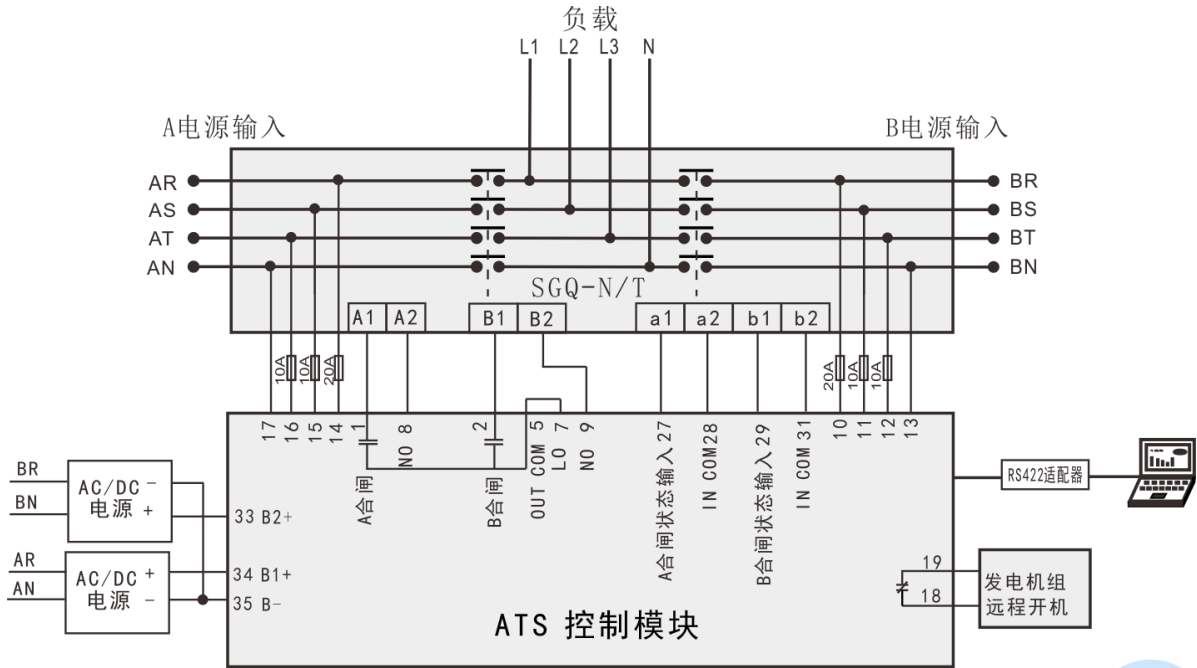 负载
L1 L2 L3 N
A电源输入
B电源输入
AR
BR
AS
BS
AT
BT
AN
BN
SGQ-N/T
A1 A2 B1 B2 a1 a2 b1 b2
10A 10A 20A
20A 10A 10A
17 16 15 14
1 A合闸
NO 8
2 B合闸
OUT COM 5
LO 7
NO 9
A合闸状态输入 27
IN COM 28
B合闸状态输入 29
IN COM 31
10 11 12 13
BR
BN
AC/DC -
电源 +
33 B2+
AR
AN
AC/DC +
电源 -
34 B1+
35 B-
RS422适配器
19
18
发电机组
远程开机
ATS 控制模块